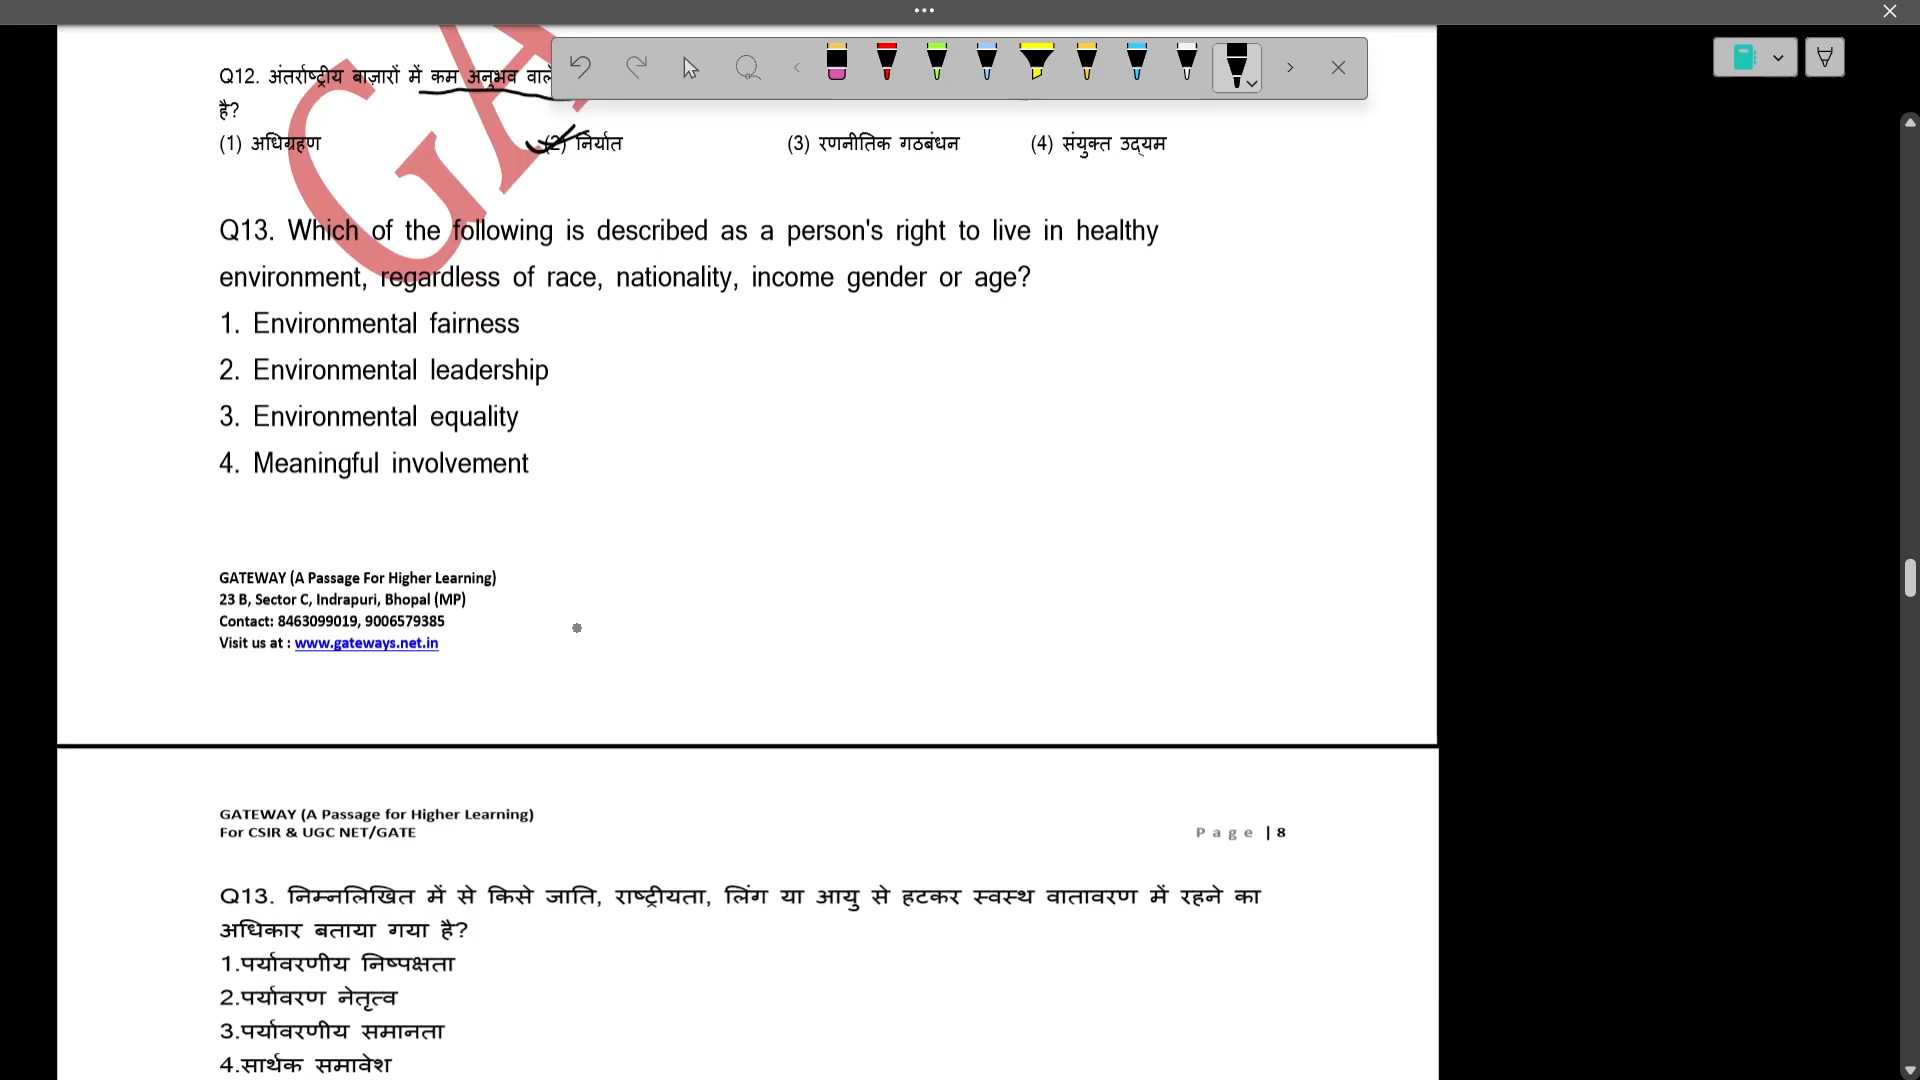 Q12. अंतर्राष्ट्रीय बाज़ारों में कम अनुभव वाले
है?
(1) अधिग्रहण (2) निर्यात (3) रणनीतिक गठबंधन (4) संयुक्त उद्यम
Q13. Which of the following is described as a person's right to live in healthy
environment, regardless of race, nationality, income gender or age?
1. Environmental fairness
2. Environmental leadership
3. Environmental equality
4. Meaningful involvement
GATEWAY (A Passage For Higher Learning)
23 B, Sector C, Indrapuri, Bhopal (MP)
Contact: 8463099019, 9006579385
Visit us at : www.gateways.net.in
GATEWAY (A Passage for Higher Learning)
For CSIR & UGC NET/GATE
Page | 8
Q13. निम्नलिखित में से किसे जाति, राष्ट्रीयता, लिंग या आयु से हटकर स्वस्थ वातावरण में रहने का
अधिकार बताया गया है?
1.पर्यावरणीय निष्पक्षता
2.पर्यावरण नेतृत्व
3.पर्यावरणीय समानता
4.सार्थक समावेश
GA